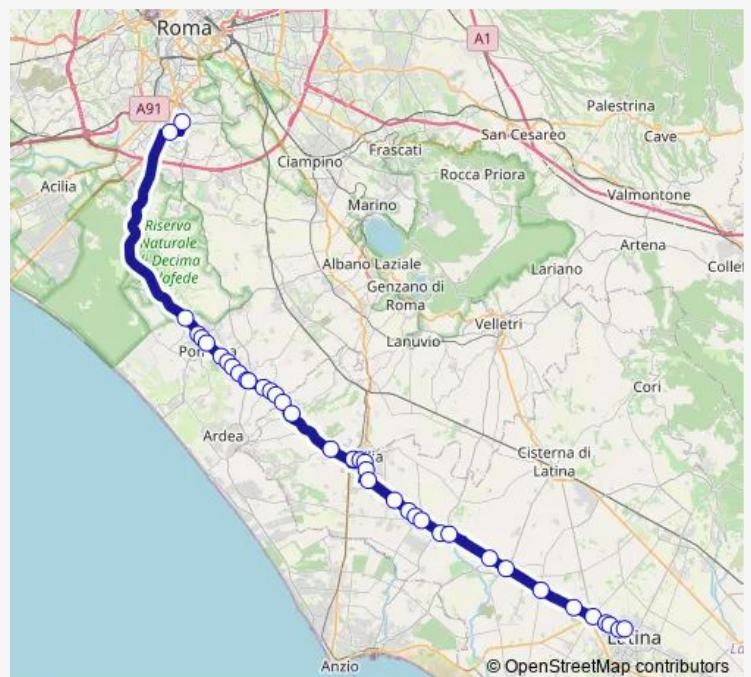 Roma
A1
A91
Palestrina
San Cesareo
Cave
Ciampino
Frascati
Rocca Priora
Acilia
Valmontone
Marino
Riserva
Naturale
Decima
Artena
Albano Laziale
Lariano
Genzano di
Roma
Velletri
Lanuvio
Cori
Ardea
Cisterna di
Latina
Latina
Anzio
© OpenStreetMap contributors